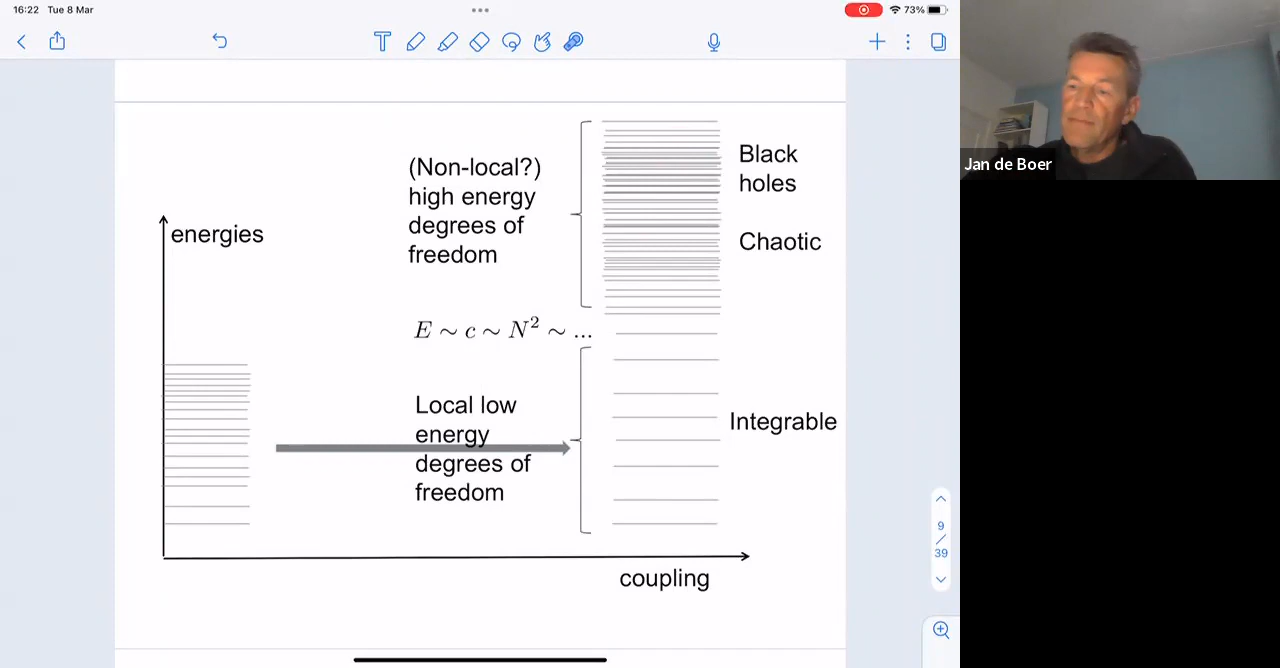 16:22 Tue 8 Mar
73%
(Non-local?)
high energy
degrees of
freedom
Black
holes
energies
Chaotic
E ~ c ~ N² ~ ...
Local low
energy
degrees of
freedom
Integrable
coupling
9
/
39
Jan de Boer